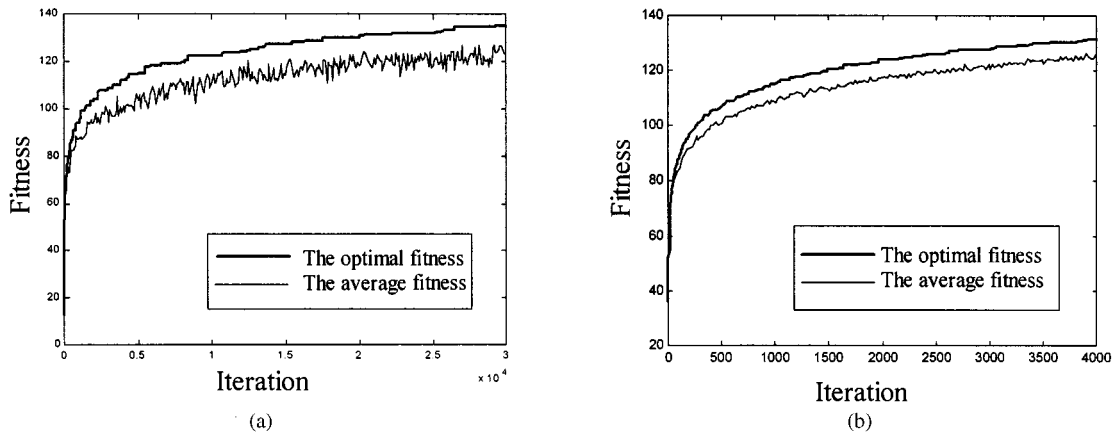 140
120
100
80
60
40
20
0
Fitness
The optimal fitness
The average fitness
0 0.5 1 1.5 2 2.5 3
x 10^4
Iteration
(a)
140
120
100
80
60
40
20
Fitness
The optimal fitness
The average fitness
0 500 1000 1500 2000 2500 3000 3500 4000
Iteration
(b)